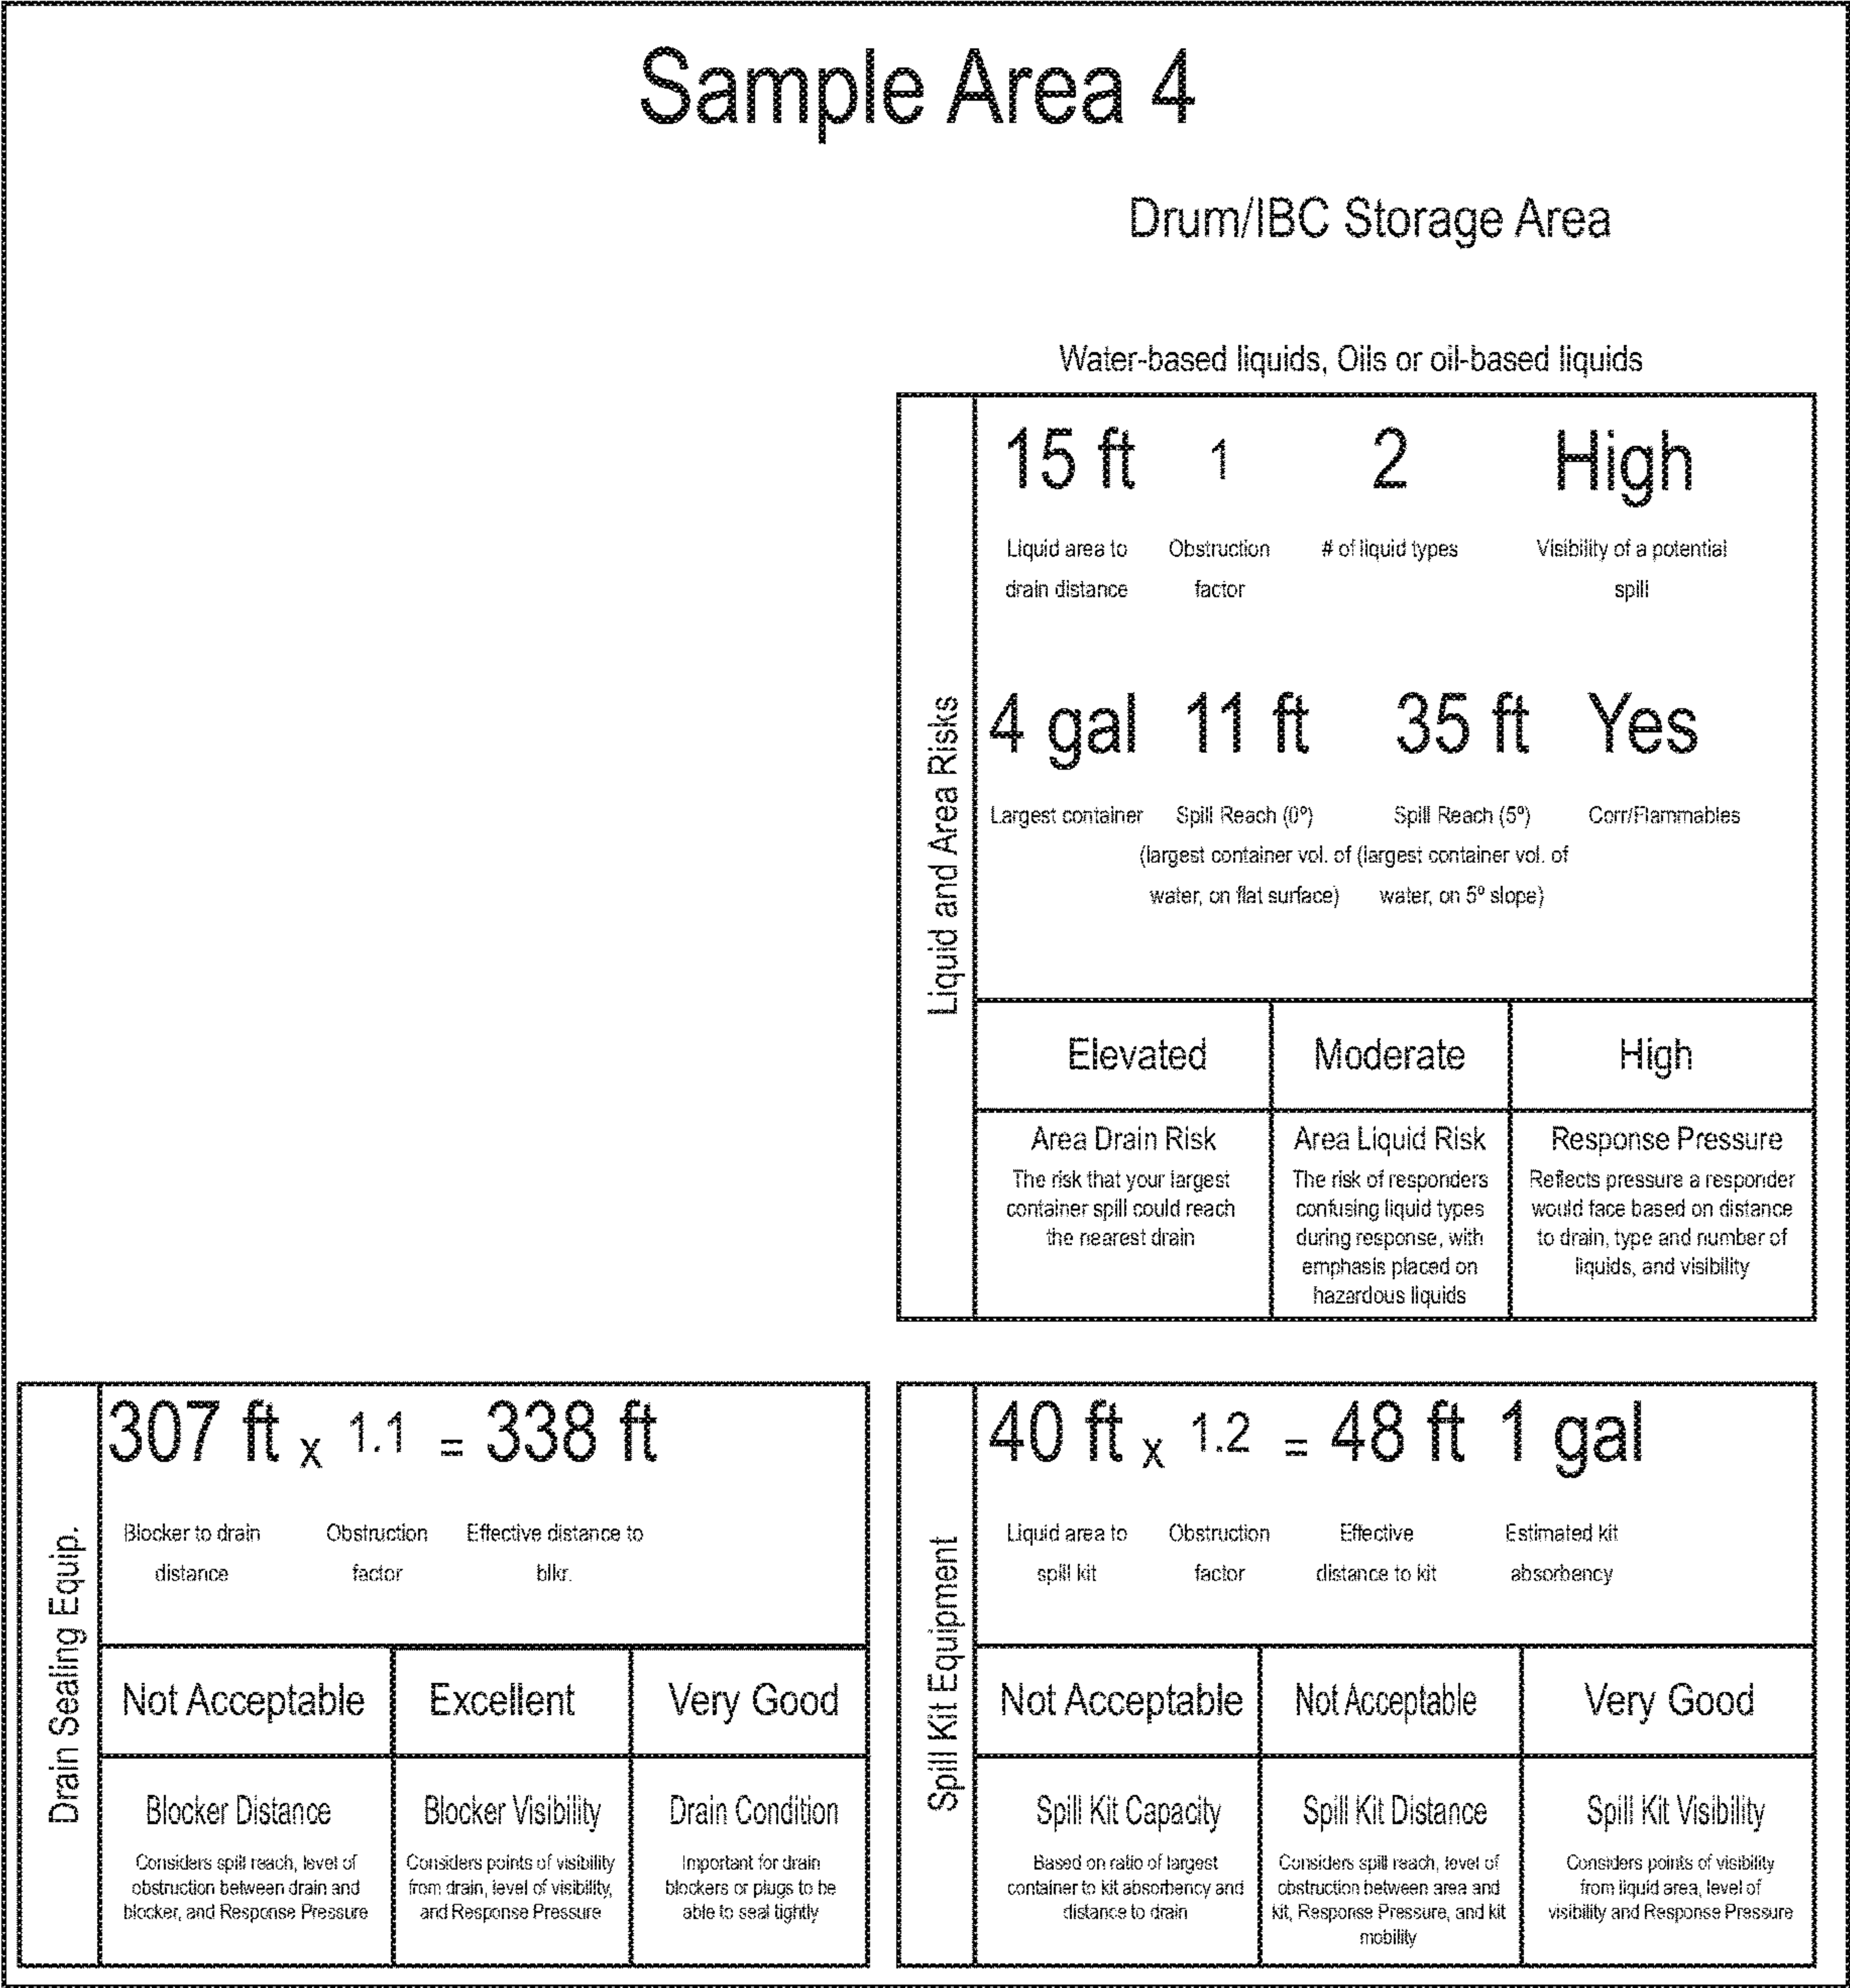 Sample Area 4
Drum/IBC Storage Area
Water-based liquids, Oils or oil-based liquids
Liquid and Area Risks
15 ft 1 2 High
Liquid area to Obstruction # of liquid types Visibility of a potential
drain distance factor spill
4 gal 11 ft 35 ft Yes
Largest container Spill Reach (0º) Spill Reach (5º) Corr/Flammables
(largest container vol. of (largest container vol. of
water, on flat surface) water, on 5º slope)
Elevated Moderate High
Area Drain Risk Area Liquid Risk Response Pressure
The risk that your largest The risk of responders Reflects pressure a responder
container spill could reach confusing liquid types would face based on distance
the nearest drain during response, with to drain, type and number of
emphasis placed on liquids, and visibility
hazardous liquids
Drain Sealing Equip.
307 ft x 1.1 = 338 ft
Blocker to drain Obstruction Effective distance to
distance factor blkr.
Not Acceptable Excellent Very Good
Blocker Distance Blocker Visibility Drain Condition
Considers spill reach, level of Considers points of visibility Important for drain
obstruction between drain and from drain, level of visibility, blockers or plugs to be
blocker, and Response Pressure and Response Pressure able to seal tightly
Spill Kit Equipment
40 ft x 1.2 = 48 ft 1 gal
Liquid area to Obstruction Effective Estimated kit
spill kit factor distance to kit absorbency
Not Acceptable Not Acceptable Very Good
Spill Kit Capacity Spill Kit Distance Spill Kit Visibility
Based on ratio of largest Considers spill reach, level of Considers points of visibility
container to kit absorbency and obstruction between area and from liquid area, level of
distance to drain kit, Response Pressure, and kit visibility and Response Pressure
mobility